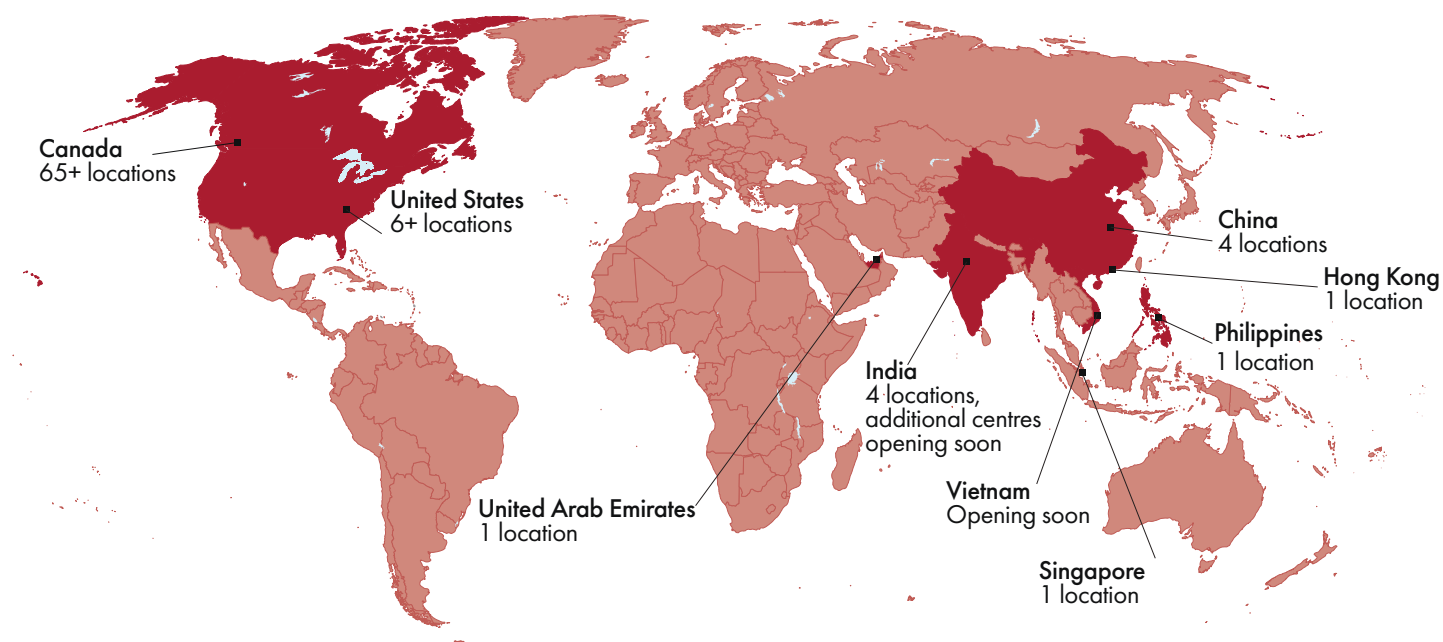 Canada
65+ locations
United States
6+ locations
China
4 locations
Hong Kong
1 location
Philippines
1 location
India
4 locations,
additional centres
opening soon
Vietnam
Opening soon
United Arab Emirates
1 location
Singapore
1 location